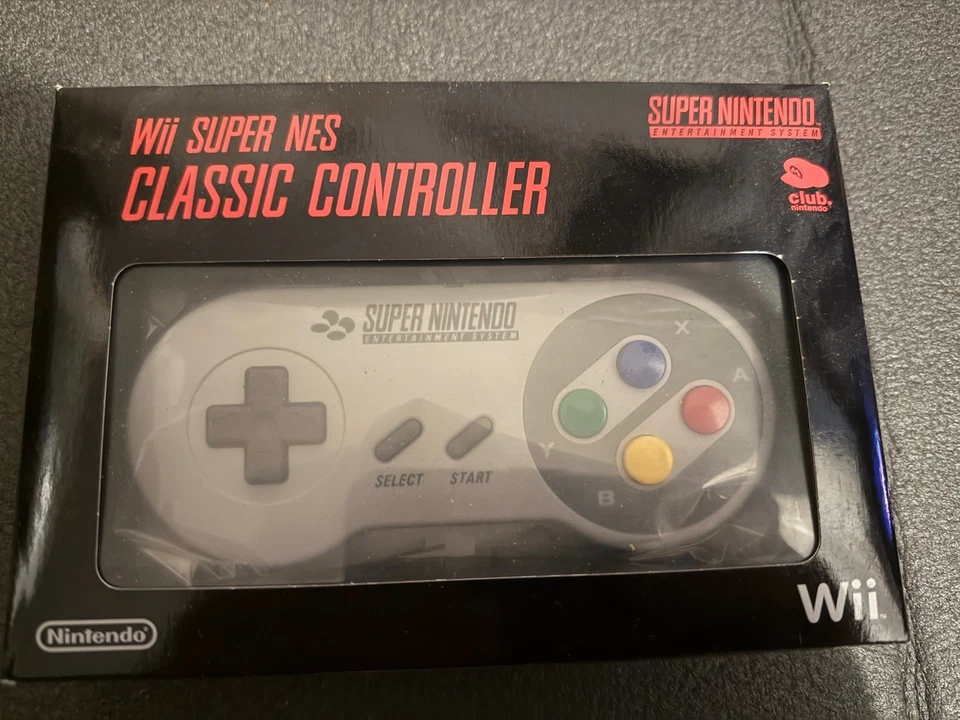 Wii SUPER NES
CLASSIC CONTROLLER
SUPER NINTENDO
ENTERTAINMENT SYSTEM
club
nintendo
SUPER NINTENDO
ENTERTAINMENT SYSTEM
X
A
Y
B
SELECT START
Nintendo
Wii